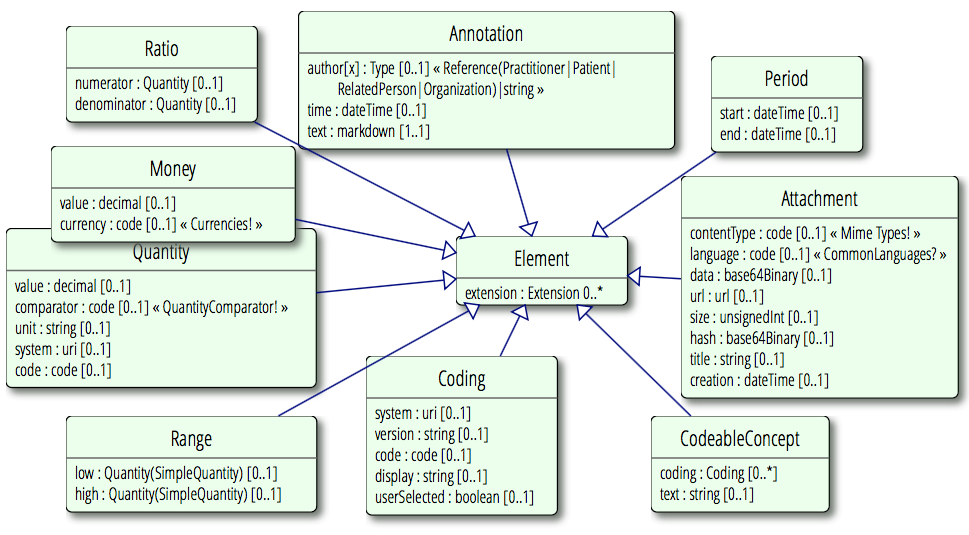 Ratio
numerator : Quantity [0..1]
denominator : Quantity [0..1]
Annotation
author[x] : Type [0..1] « Reference(Practitioner|Patient|
RelatedPerson|Organization)|string »
time : dateTime [0..1]
text : markdown [1..1]
Period
start : dateTime [0..1]
end : dateTime [0..1]
Money
value : decimal [0..1]
currency : code [0..1] « Currencies! »
Attachment
contentType : code [0..1] « Mime Types! »
language : code [0..1] « CommonLanguages? »
data : base64Binary [0..1]
url : url [0..1]
size : unsignedInt [0..1]
hash : base64Binary [0..1]
title : string [0..1]
creation : dateTime [0..1]
Quantity
value : decimal [0..1]
comparator : code [0..1] « QuantityComparator! »
unit : string [0..1]
system : uri [0..1]
code : code [0..1]
Element
extension : Extension 0..*
Range
low : Quantity(SimpleQuantity) [0..1]
high : Quantity(SimpleQuantity) [0..1]
Coding
system : uri [0..1]
version : string [0..1]
code : code [0..1]
display : string [0..1]
userSelected : boolean [0..1]
CodeableConcept
coding : Coding [0..*]
text : string [0..1]